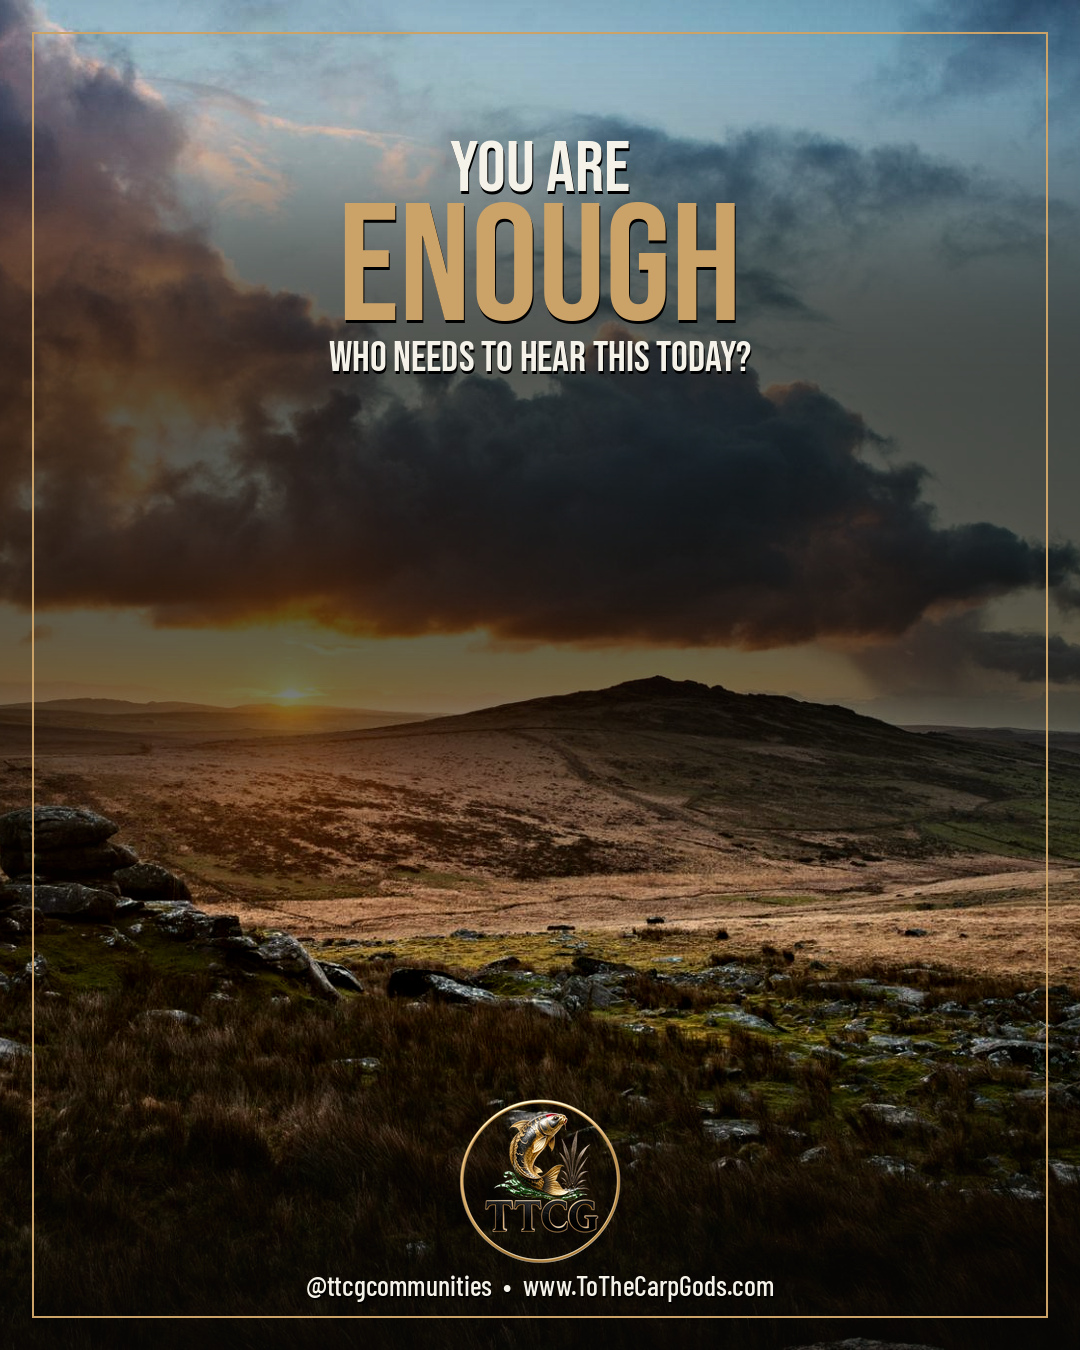 YOU ARE
ENOUGH
WHO NEEDS TO HEAR THIS TODAY?
TTCG
@ttcgcommunities • www.ToTheCarpGods.com